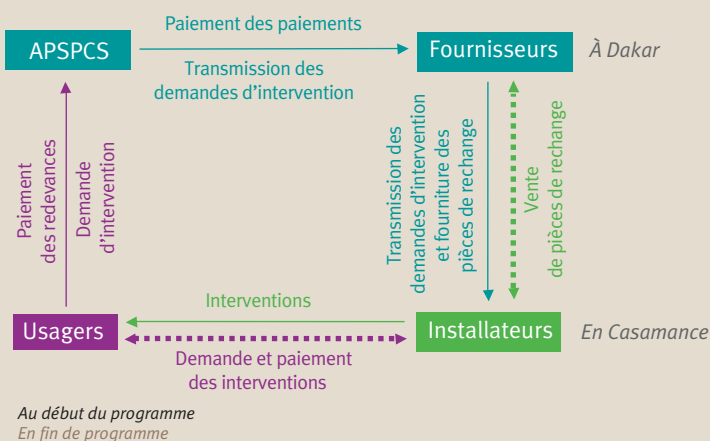 Paiement des paiements
APSPCS
Fournisseurs
À Dakar
Transmission des
demandes d'intervention
Paiement
des redevances
Demande
d'intervention
Transmission des
demandes d'intervention
et fourniture des
pièces de rechange
Vente
de pièces de rechange
Interventions
Usagers
Installateurs
En Casamance
Demande et paiement
des interventions
Au début du programme
En fin de programme